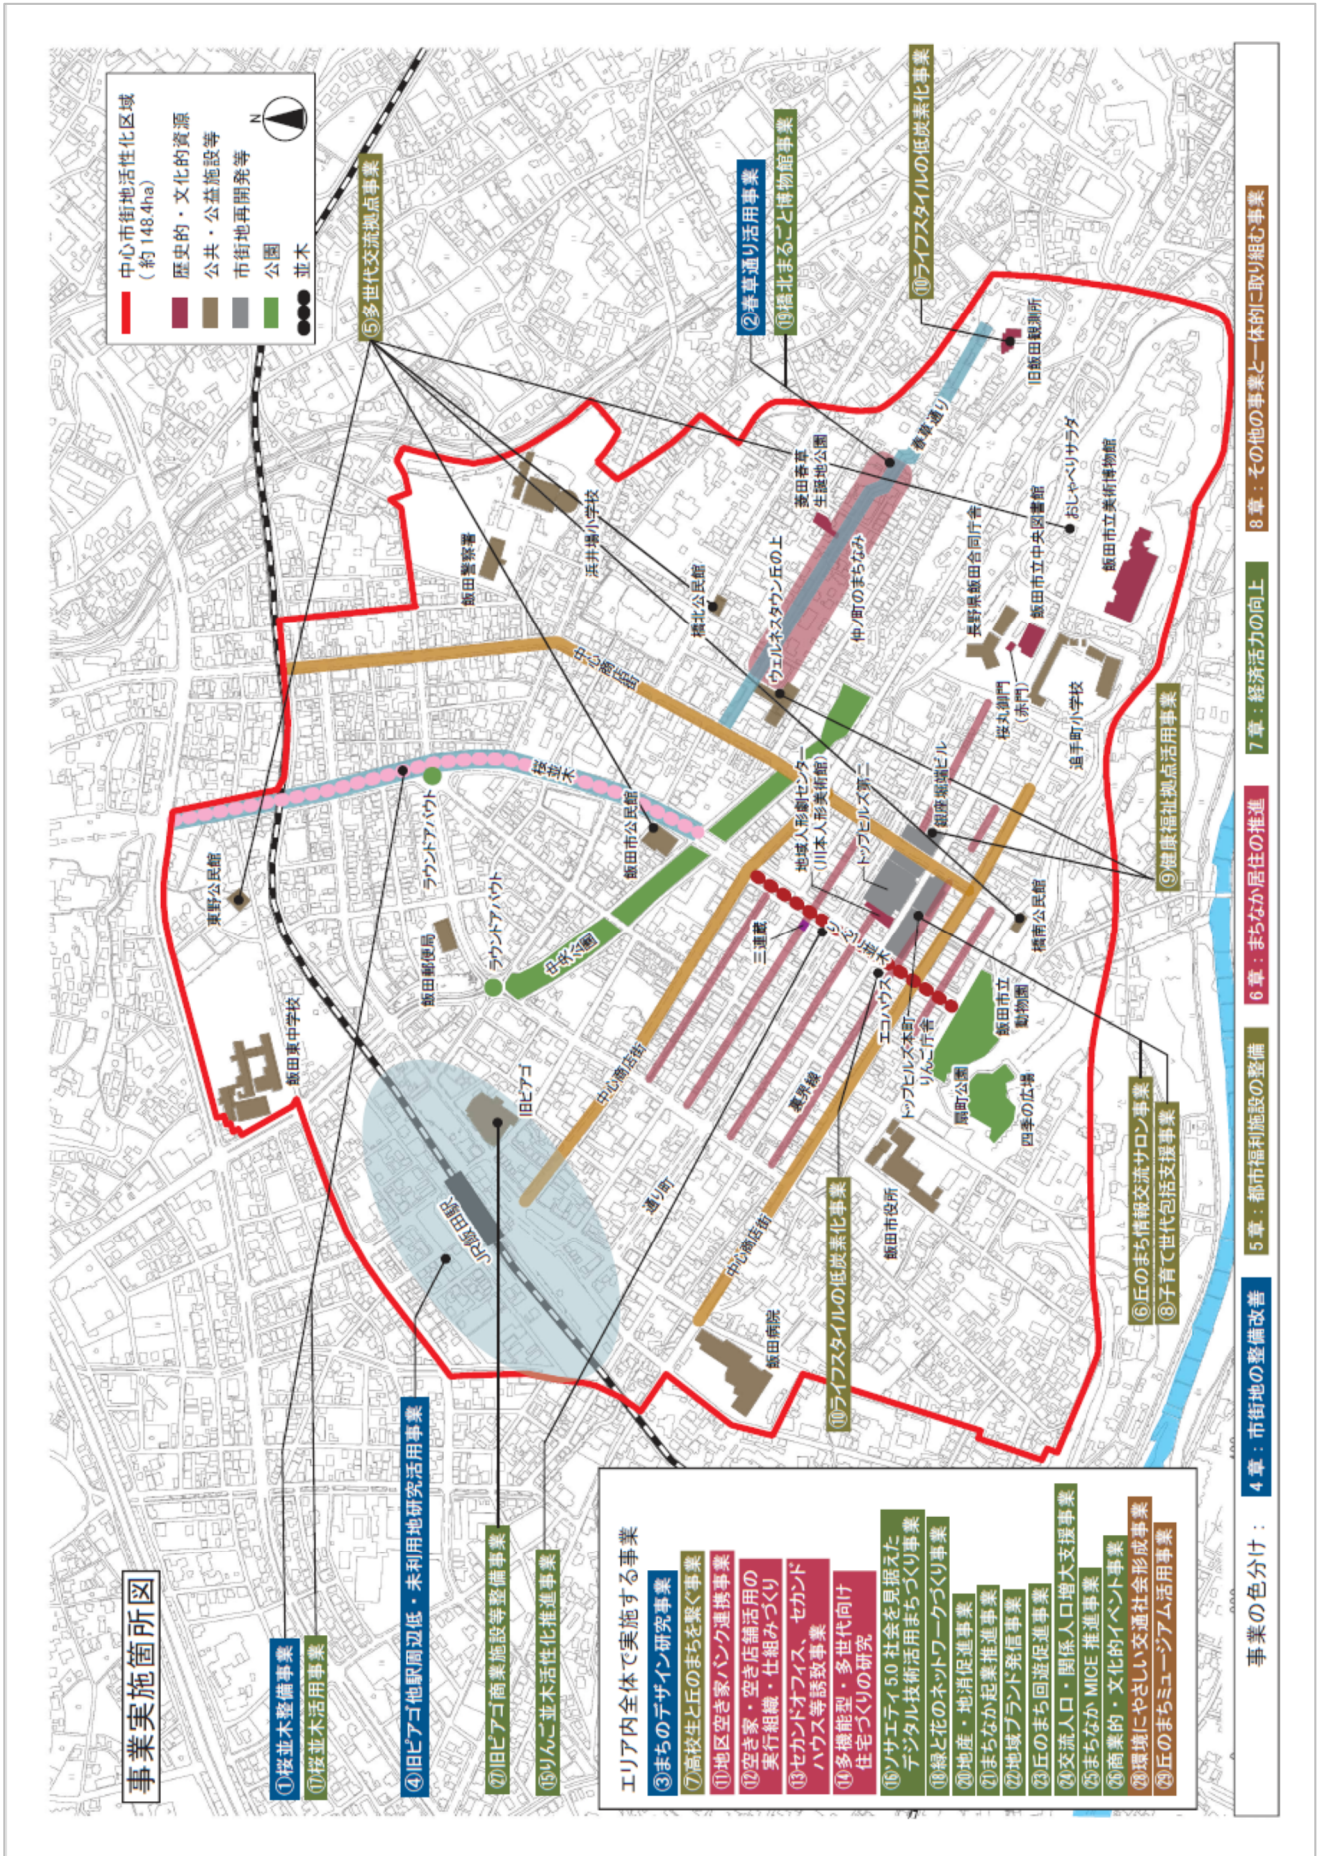 事業実施箇所図
中心市街地活性化区域
(約148.4ha)
歴史的・文化的資源
公共・公益施設等
市街地再開発等
公園
並木
N
①桜並木整備事業
⑰桜並木活用事業
④旧ピアゴ他駅周辺低・未利用地研究活用事業
㉗旧ピアゴ商業施設等整備事業
⑮りんご並木活性化推進事業
⑤多世代交流拠点事業
②春草通り活用事業
⑲橋北まるごと博物館事業
⑩ライフスタイルの低炭素化事業
⑨健康福祉拠点活用事業
⑥丘のまち情報交流サロン事業
⑧子育て世代包括支援事業
⑩ライフスタイルの低炭素化事業
飯田東中学校
東野公民館
飯田郵便局
ラウンドアバウト
ラウンドアバウト
桜並木
飯田市公民館
中央公園
飯田警察署
浜井場小学校
橋北公民館
中心商店街
菱田春草
生誕地公園
ウェルネスタウン丘の上
仲ノ町のまちなみ
春草通り
旧飯田観測所
おしゃべりサラダ
長野県飯田合同庁舎
飯田市立中央図書館
飯田市立美術博物館
桜丸御門
(赤門)
追手町小学校
JR飯田駅
旧ピアゴ
中心商店街
通り町
裏界線
三連蔵
りんご並木
地域人形劇センター
(川本人形美術館)
トップヒルズ第二
銀座堀端ビル
エコハウス
トップヒルズ本町
りんご庁舎
橋南公民館
飯田市立
動物園
扇町公園
四季の広場
飯田市役所
中心商店街
飯田病院
エリア内全体で実施する事業
③まちのデザイン研究事業
⑦高校生と丘のまちを繋ぐ事業
⑪地区空き家バンク連携事業
⑫空き家・空き店舗活用の
実行組織・仕組みづくり
⑬セカンドオフィス、セカンド
ハウス等誘致事業
⑭多機能型・多世代向け
住宅づくりの研究
⑯ソサエティ5.0社会を見据えた
デジタル技術活用まちづくり事業
⑱緑と花のネットワークづくり事業
⑳地産・地消促進事業
㉑まちなか起業推進事業
㉒地域ブランド発信事業
㉓丘のまち回遊促進事業
㉔交流人口・関係人口増大支援事業
㉕まちなかMICE推進事業
㉖商業的・文化的イベント事業
㉘環境にやさしい交通社会形成事業
㉙丘のまちミュージアム活用事業
事業の色分け：
4章：市街地の整備改善
5章：都市福利施設の整備
6章：まちなか居住の推進
7章：経済活力の向上
8章：その他の事業と一体的に取り組む事業